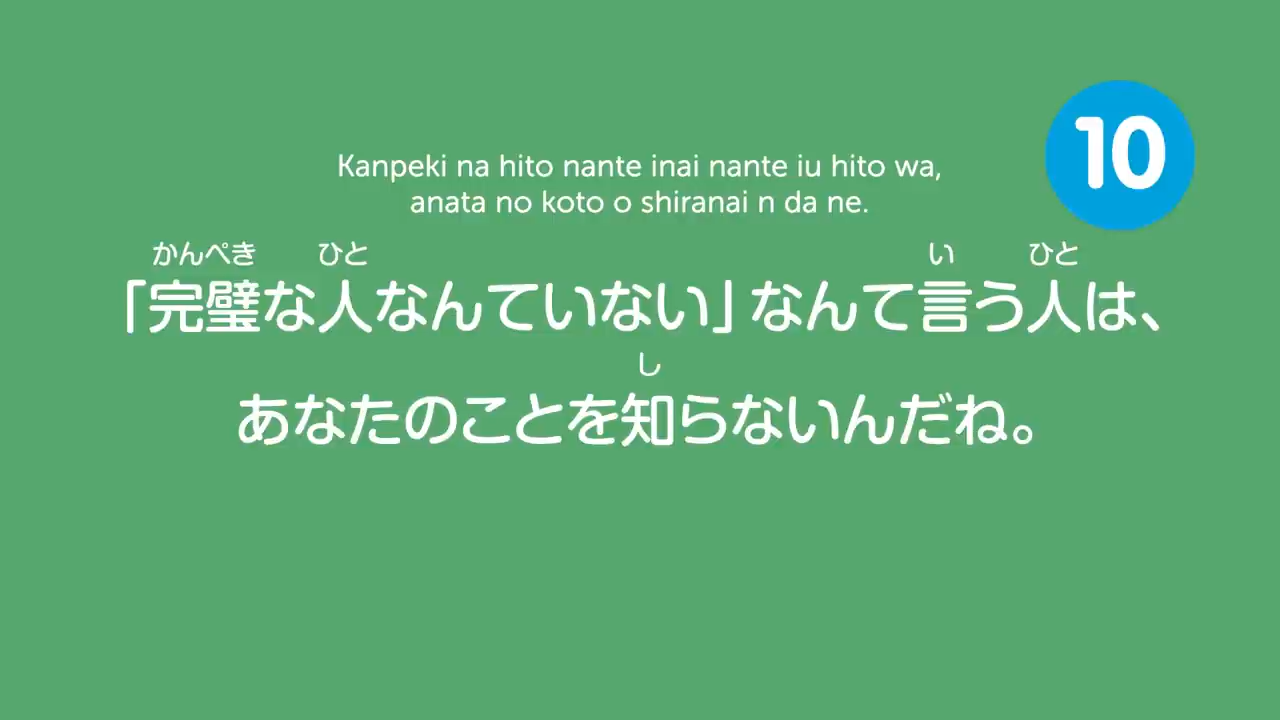 10
Kanpeki na hito nante inai nante iu hito wa,
anata no koto o shiranai n da ne.
かんぺき ひと い ひと
「完璧な人なんていない」なんて言う人は、
し
あなたのことを知らないんだね。